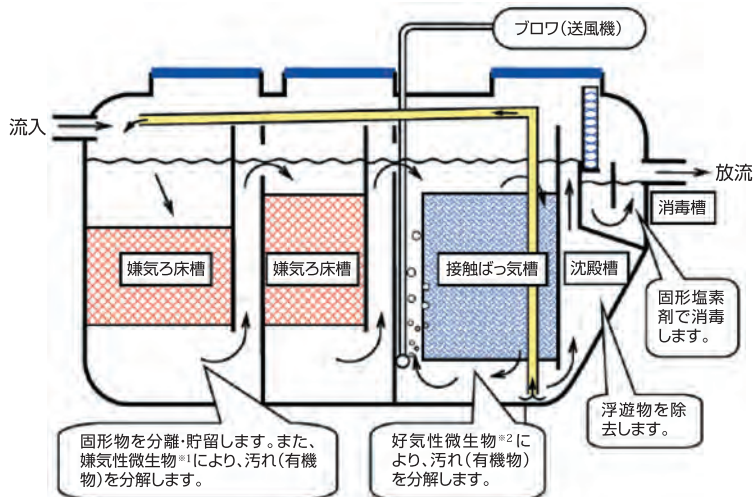 ブロワ(送風機)
流入
放流
消毒槽
嫌気ろ床槽
嫌気ろ床槽
接触ばっ気槽
沈殿槽
固形塩素
剤で消毒
します。
浮遊物を除
去します。
固形物を分離・貯留します。また、
嫌気性微生物※1により、汚れ(有機
物)を分解します。
好気性微生物※2に
より、汚れ(有機物)
を分解します。